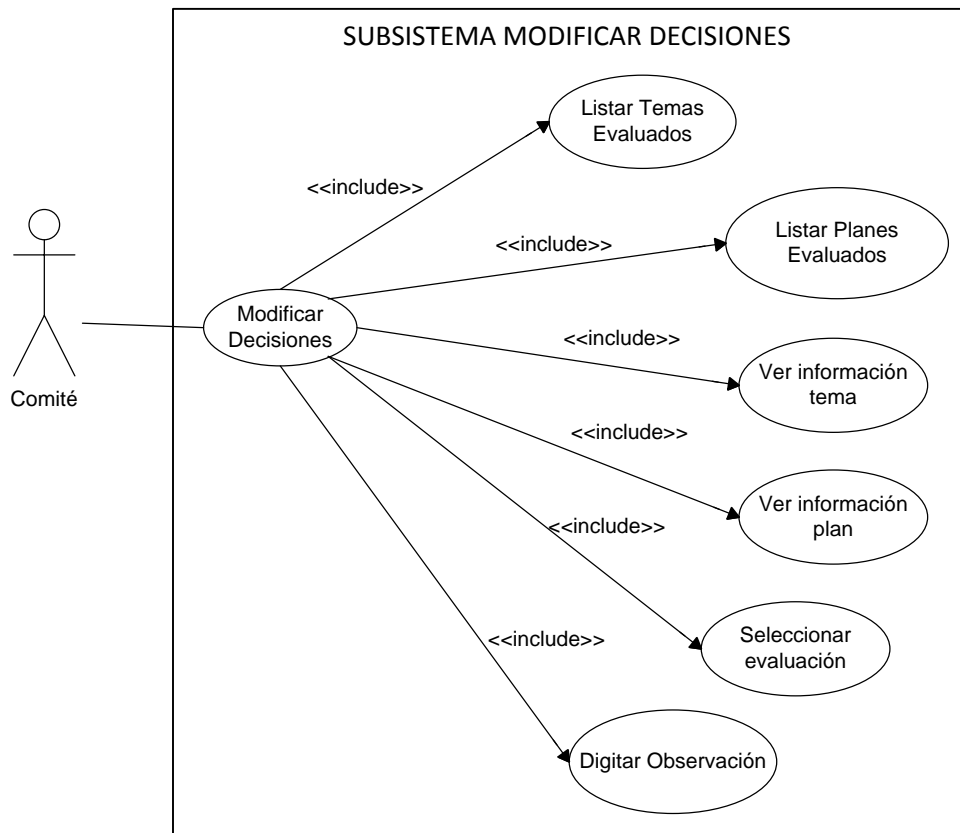 SUBSISTEMA MODIFICAR DECISIONES
Listar Temas
Evaluados
<<include>>
Listar Planes
Evaluados
<<include>>
Modificar
Decisiones
Comité
<<include>>
Ver información
tema
<<include>>
Ver información
plan
<<include>>
Seleccionar
evaluación
<<include>>
Digitar Observación